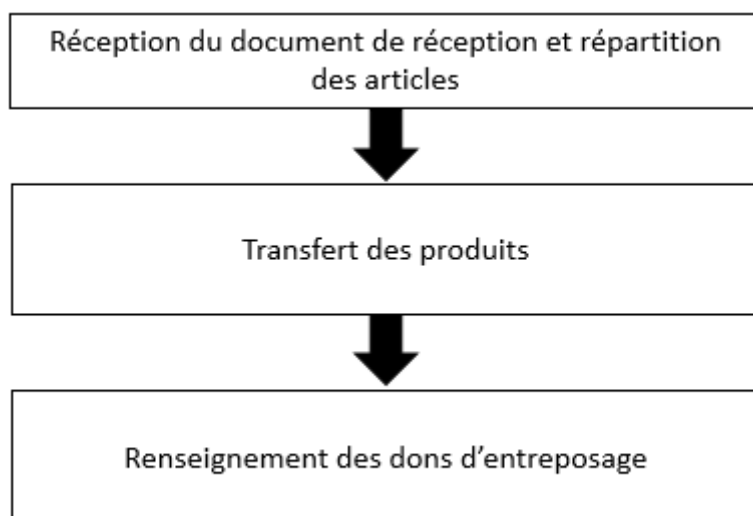 Réception du document de réception et répartition
des articles
Transfert des produits
Renseignement des dons d’entreposage